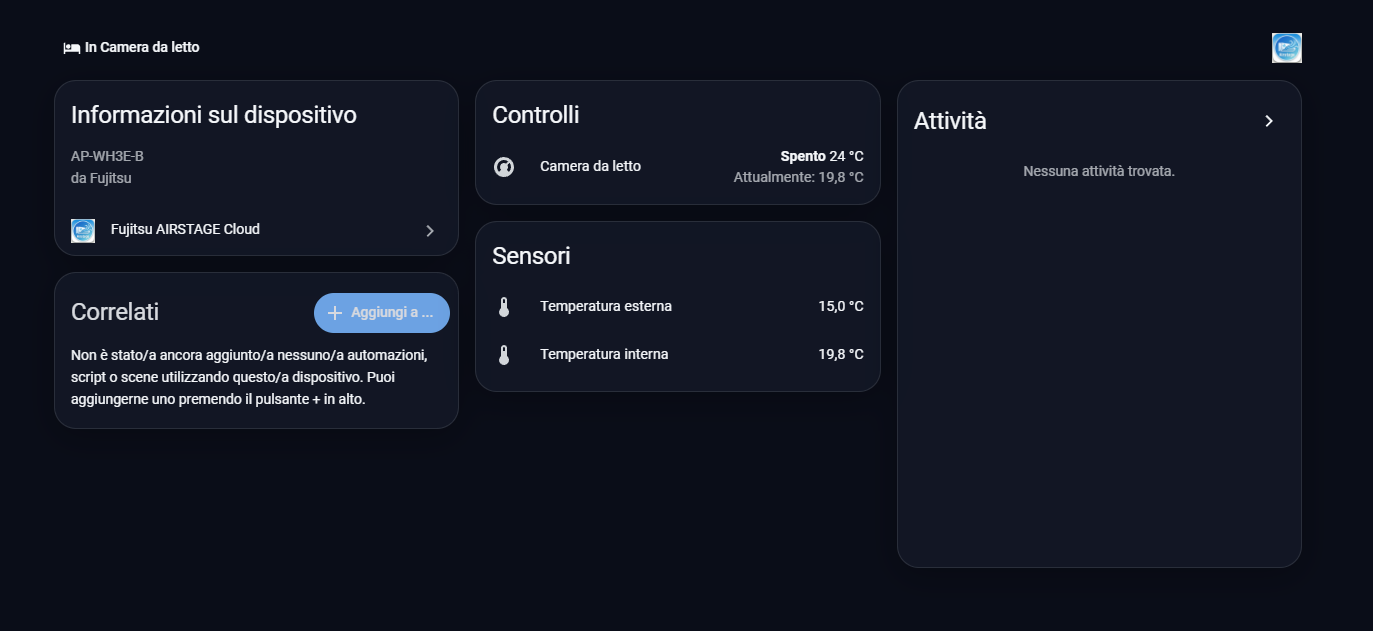 In Camera da letto
Informazioni sul dispositivo
AP-WH3E-B
da Fujitsu
Fujitsu AIRSTAGE Cloud
Correlati
Aggiungi a ...
Non è stato/a ancora aggiunto/a nessuno/a automazioni,
script o scene utilizzando questo/a dispositivo. Puoi
aggiungerne uno premendo il pulsante + in alto.
Controlli
Camera da letto
Spento 24 °C
Attualmente: 19,8 °C
Sensori
Temperatura esterna 15,0 °C
Temperatura interna 19,8 °C
Attività
Nessuna attività trovata.